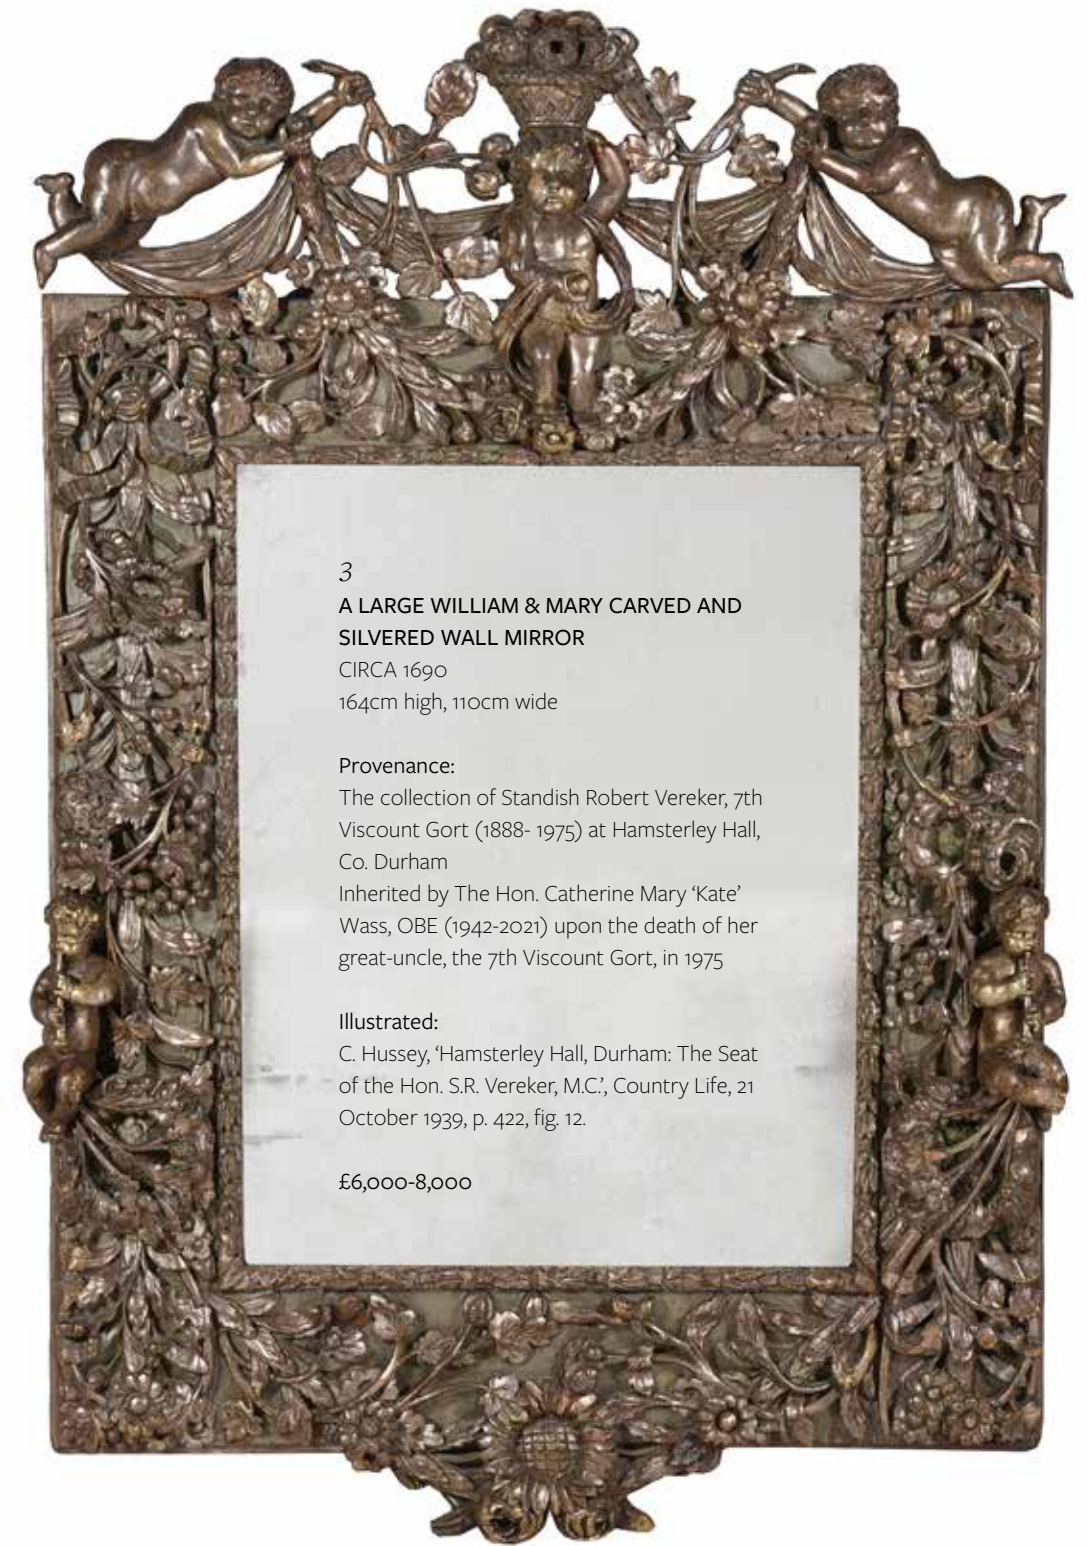 3
A LARGE WILLIAM & MARY CARVED AND
SILVERED WALL MIRROR
CIRCA 1690
164cm high, 110cm wide
Provenance:
The collection of Standish Robert Vereker, 7th
Viscount Gort (1888- 1975) at Hamsterley Hall,
Co. Durham
Inherited by The Hon. Catherine Mary ‘Kate’
Wass, OBE (1942-2021) upon the death of her
great-uncle, the 7th Viscount Gort, in 1975
Illustrated:
C. Hussey, ‘Hamsterley Hall, Durham: The Seat
of the Hon. S.R. Vereker, M.C.’, Country Life, 21
October 1939, p. 422, fig. 12.
£6,000-8,000